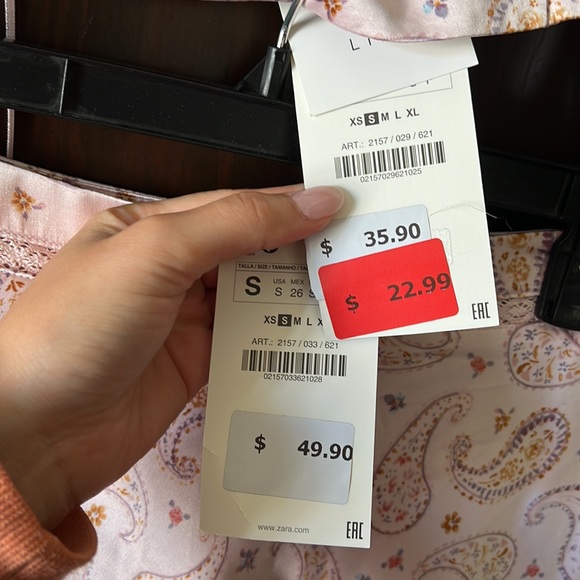 XS S M L XL
ART.: 2157 / 029 / 621
02157029621025
$ 35.90
$ 22.99
EAC
TALLA / SIZE / TAMANHO / TA
USA MEX
S S 26 S
XS S M L X
ART.: 2157 / 033 / 621
02157033621028
$ 49.90
www.zara.com EAC